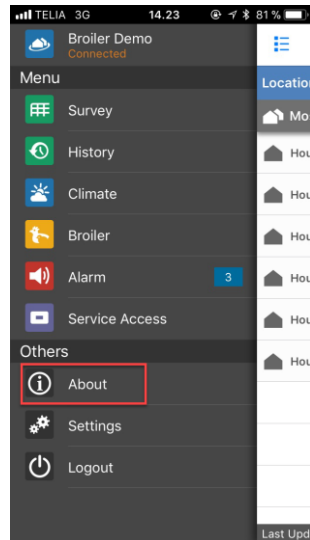 TELIA 3G 14.23 81 %
Broiler Demo
Connected
Menu
Survey
History
Climate
Broiler
Alarm 3
Service Access
Others
About
Settings
Logout
Location
Mo
Hou
Hou
Hou
Hou
Hou
Hou
Last Upd